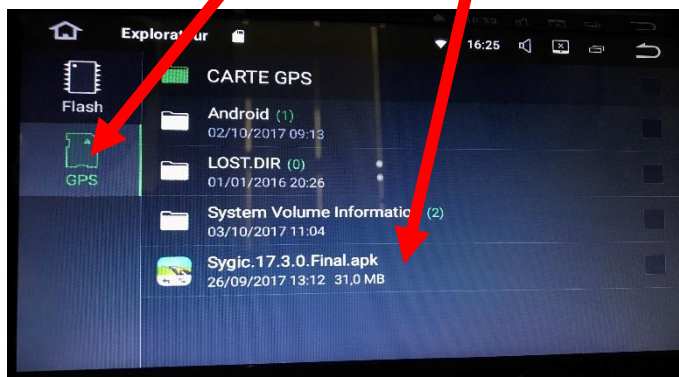 Explorateur
16:25
Flash
GPS
CARTE GPS
Android (1)
02/10/2017 09:13
LOST.DIR (0)
01/01/2016 20:26
System Volume Information (2)
03/10/2017 11:04
Sygic.17.3.0.Final.apk
26/09/2017 13:12 31,0 MB